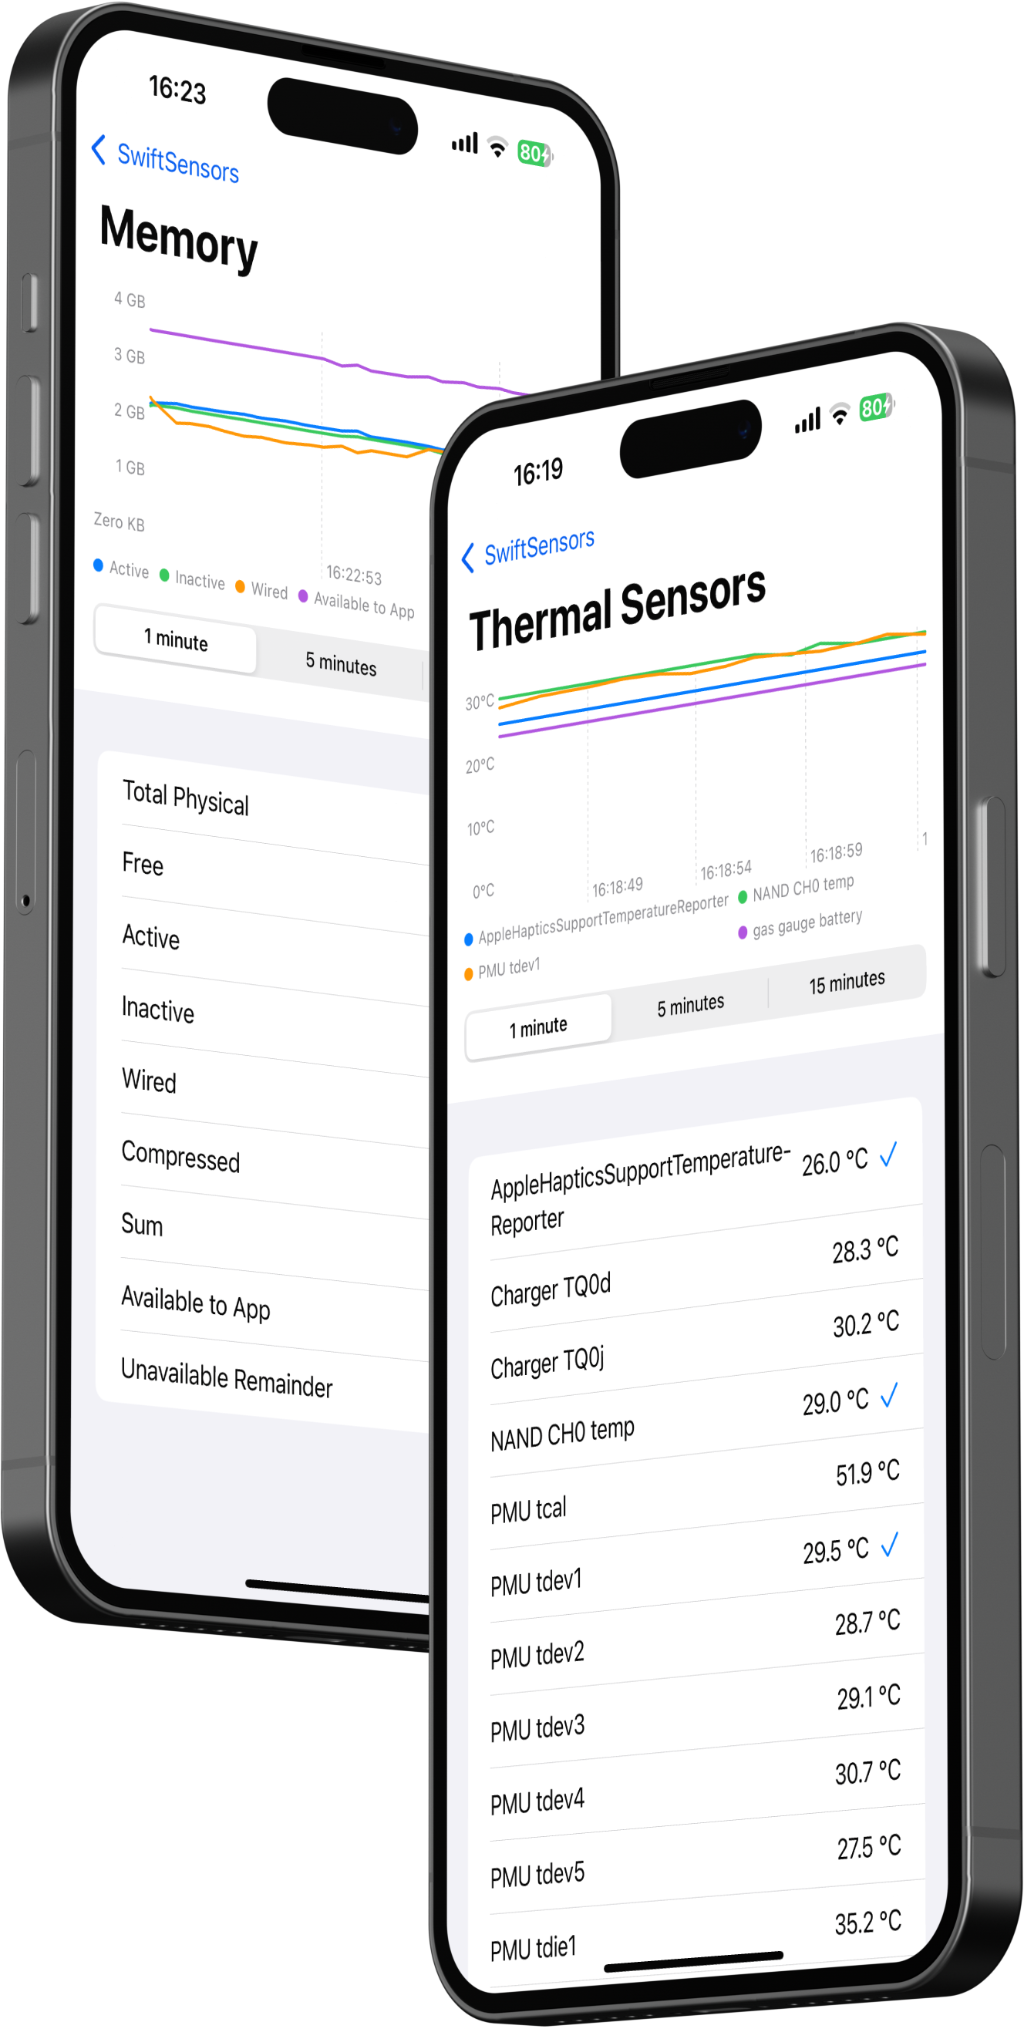 16:23
80
SwiftSensors
Memory
4 GB
3 GB
2 GB
1 GB
Zero KB
16:22:53
Active Inactive Wired Available to App
1 minute 5 minutes
Total Physical
Free
Active
Inactive
Wired
Compressed
Sum
Available to App
Unavailable Remainder
16:19
80
SwiftSensors
Thermal Sensors
30°C
20°C
10°C
0°C
16:18:49 16:18:54 16:18:59 1
AppleHapticsSupportTemperatureReporter NAND CH0 temp
PMU tdev1 gas gauge battery
1 minute 5 minutes 15 minutes
AppleHapticsSupportTemperature- 26.0 °C
Reporter
Charger TQ0d 28.3 °C
Charger TQ0j 30.2 °C
NAND CH0 temp 29.0 °C
PMU tcal 51.9 °C
PMU tdev1 29.5 °C
PMU tdev2 28.7 °C
PMU tdev3 29.1 °C
PMU tdev4 30.7 °C
PMU tdev5 27.5 °C
PMU tdie1 35.2 °C